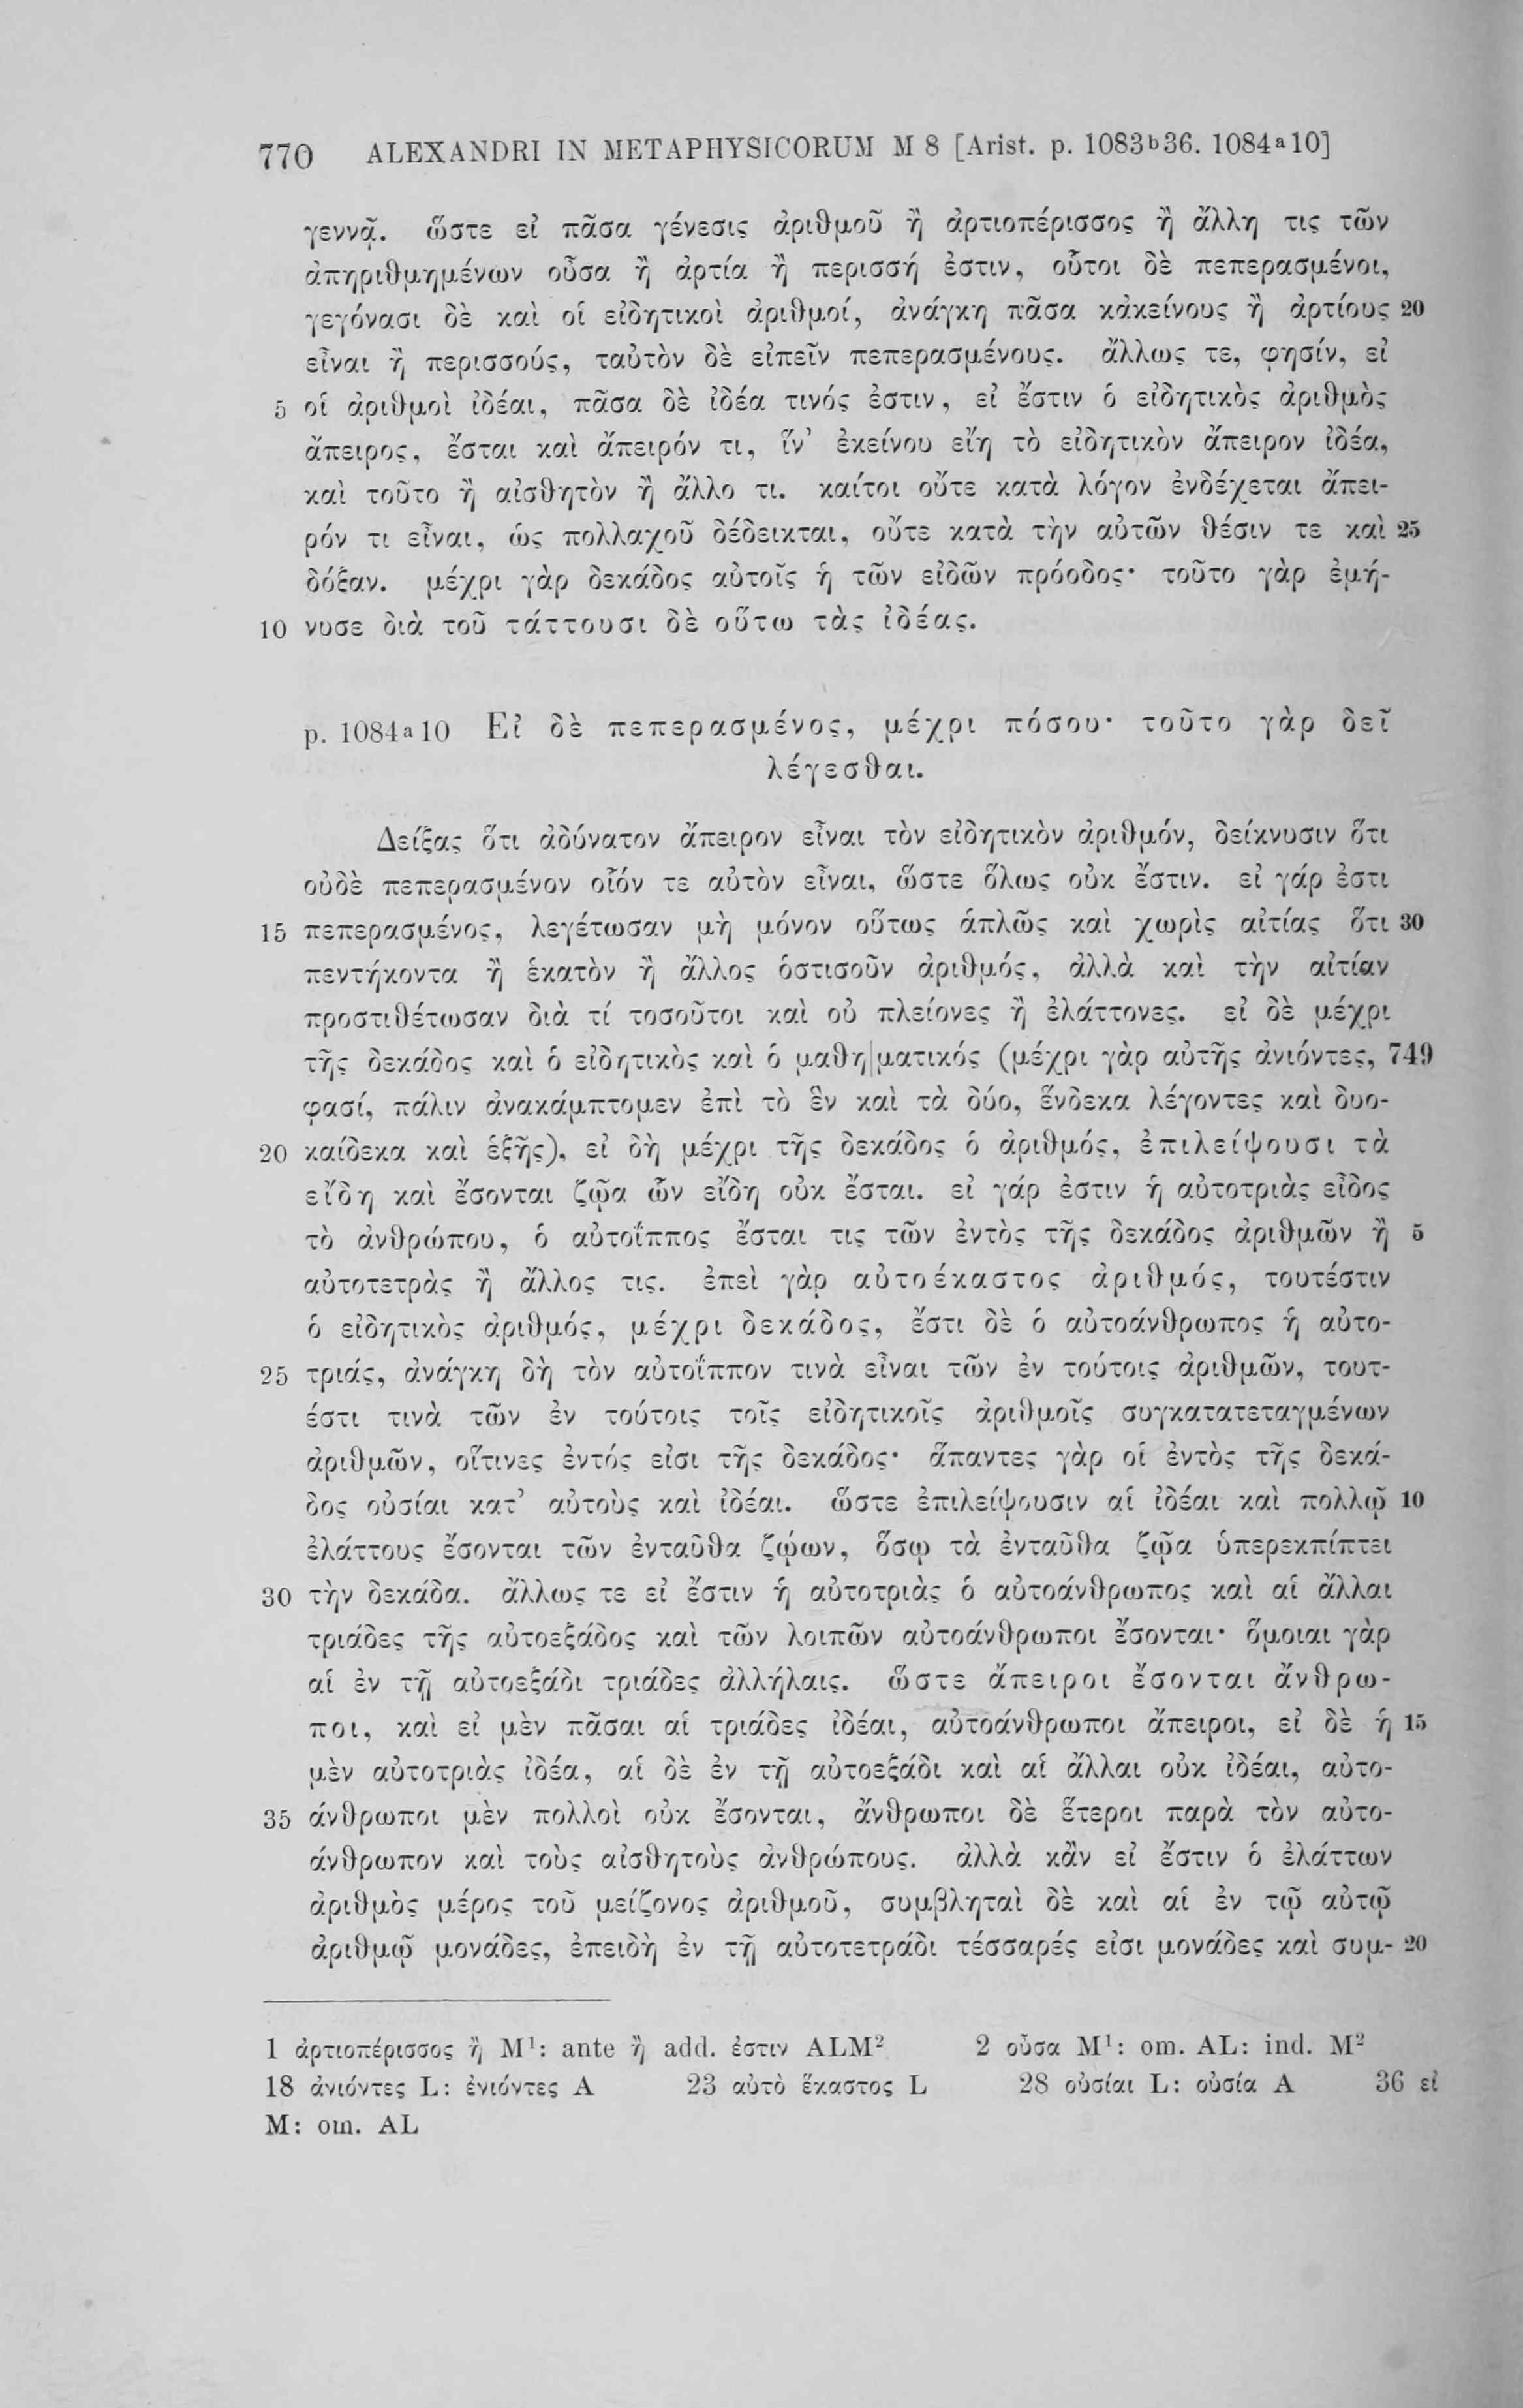 770 ALEXANDRI IN METAPHYSICORUM M 8 [Arist. p. 1083b36. 1084a10]
γεννᾷ. ὥστε εἰ πᾶσα γένεσις ἀριθμοῦ ἢ ἀρτιοπέρισσος ἢ ἄλλη τις τῶν
ἀπηριθμημένων οὖσα ἢ ἀρτία ἢ περισσή ἐστιν, οὗτοι δὲ πεπερασμένοι,
γεγόνασι δὲ καὶ οἱ εἰδητικοὶ ἀριθμοί, ἀνάγκη πᾶσα κἀκείνους ἢ ἀρτίους 20
εἶναι ἢ περισσούς, ταὐτὸν δὲ εἰπεῖν πεπερασμένους. ἄλλως τε, φησίν, εἰ
5 οἱ ἀριθμοὶ ἰδέαι, πᾶσα δὲ ἰδέα τινός ἐστιν, εἰ ἔστιν ὁ εἰδητικὸς ἀριθμὸς
ἄπειρος, ἔσται καὶ ἄπειρόν τι, ἵν’ ἐκείνου εἴη τὸ εἰδητικὸν ἄπειρον ἰδέα,
καὶ τοῦτο ἢ αἰσθητὸν ἢ ἄλλο τι. καίτοι οὔτε κατὰ λόγον ἐνδέχεται ἄπει-
ρόν τι εἶναι, ὡς πολλαχοῦ δέδεικται, οὔτε κατὰ τὴν αὐτῶν θέσιν τε καὶ 25
δόξαν. μέχρι γὰρ δεκάδος αὐτοῖς ἡ τῶν εἰδῶν πρόοδος· τοῦτο γὰρ ἐμή-
10 νυσε διὰ τοῦ τάττουσι δὲ οὕτω τὰς ἰδέας.
p. 1084a10 Εἰ δὲ πεπερασμένος, μέχρι πόσου· τοῦτο γὰρ δεῖ
λέγεσθαι.
Δείξας ὅτι ἀδύνατον ἄπειρον εἶναι τὸν εἰδητικὸν ἀριθμόν, δείκνυσιν ὅτι
οὐδὲ πεπερασμένον οἷόν τε αὐτὸν εἶναι, ὥστε ὅλως οὐκ ἔστιν. εἰ γάρ ἐστι
15 πεπερασμένος, λεγέτωσαν μὴ μόνον οὕτως ἁπλῶς καὶ χωρὶς αἰτίας ὅτι 30
πεντήκοντα ἢ ἑκατὸν ἢ ἄλλος ὁστισοῦν ἀριθμός, ἀλλὰ καὶ τὴν αἰτίαν
προστιθέτωσαν διὰ τί τοσοῦτοι καὶ οὐ πλείονες ἢ ἐλάττονες. εἰ δὲ μέχρι
τῆς δεκάδος καὶ ὁ εἰδητικὸς καὶ ὁ μαθη|ματικός (μέχρι γὰρ αὐτῆς ἀνιόντες, 749
φασί, πάλιν ἀνακάμπτομεν ἐπὶ τὸ ἓν καὶ τὰ δύο, ἕνδεκα λέγοντες καὶ δυο-
20 καίδεκα καὶ ἑξῆς), εἰ δὴ μέχρι τῆς δεκάδος ὁ ἀριθμός, ἐπιλείψουσι τὰ
εἴδη καὶ ἔσονται ζῷα ὧν εἴδη οὐκ ἔσται. εἰ γάρ ἐστιν ἡ αὐτοτριὰς εἶδος
τὸ ἀνθρώπου, ὁ αὐτοΐππος ἔσται τις τῶν ἐντὸς τῆς δεκάδος ἀριθμῶν ἢ 5
αὐτοτετρὰς ἢ ἄλλος τις. ἐπεὶ γὰρ αὐτοέκαστος ἀριθμός, τουτέστιν
ὁ εἰδητικὸς ἀριθμός, μέχρι δεκάδος, ἔστι δὲ ὁ αὐτοάνθρωπος ἡ αὐτο-
25 τριάς, ἀνάγκη δὴ τὸν αὐτοΐππον τινὰ εἶναι τῶν ἐν τούτοις ἀριθμῶν, τουτ-
έστι τινὰ τῶν ἐν τούτοις τοῖς εἰδητικοῖς ἀριθμοῖς συγκατατεταγμένων
ἀριθμῶν, οἵτινες ἐντός εἰσι τῆς δεκάδος· ἅπαντες γὰρ οἱ ἐντὸς τῆς δεκά-
δος οὐσίαι κατ’ αὐτοὺς καὶ ἰδέαι. ὥστε ἐπιλείψουσιν αἱ ἰδέαι καὶ πολλῷ 10
ἐλάττους ἔσονται τῶν ἐνταῦθα ζῴων, ὅσῳ τὰ ἐνταῦθα ζῷα ὑπερεκπίπτει
30 τὴν δεκάδα. ἄλλως τε εἰ ἔστιν ἡ αὐτοτριὰς ὁ αὐτοάνθρωπος καὶ αἱ ἄλλαι
τριάδες τῆς αὐτοεξάδος καὶ τῶν λοιπῶν αὐτοάνθρωποι ἔσονται· ὅμοιαι γὰρ
αἱ ἐν τῇ αὐτοεξάδι τριάδες ἀλλήλαις. ὥστε ἄπειροι ἔσονται ἄνθρω-
ποι, καὶ εἰ μὲν πᾶσαι αἱ τριάδες ἰδέαι, αὐτοάνθρωποι ἄπειροι, εἰ δὲ ἡ 15
μὲν αὐτοτριὰς ἰδέα, αἱ δὲ ἐν τῇ αὐτοεξάδι καὶ αἱ ἄλλαι οὐκ ἰδέαι, αὐτο-
35 άνθρωποι μὲν πολλοὶ οὐκ ἔσονται, ἄνθρωποι δὲ ἕτεροι παρὰ τὸν αὐτο-
άνθρωπον καὶ τοὺς αἰσθητοὺς ἀνθρώπους. ἀλλὰ κἂν εἰ ἔστιν ὁ ἐλάττων
ἀριθμὸς μέρος τοῦ μείζονος ἀριθμοῦ, συμβληταὶ δὲ καὶ αἱ ἐν τῷ αὐτῷ
ἀριθμῷ μονάδες, ἐπειδὴ ἐν τῇ αὐτοτετράδι τέσσαρές εἰσι μονάδες καὶ συμ- 20
1 ἀρτιοπέρισσος ἢ M¹: ante ἢ add. ἐστιν ALM² 2 οὖσα M¹: om. AL: ind. M²
18 ἀνιόντες L: ἐνιόντες A 23 αὐτὸ ἕκαστος L 28 οὐσίαι L: οὐσία A 36 εἰ
M: om. AL